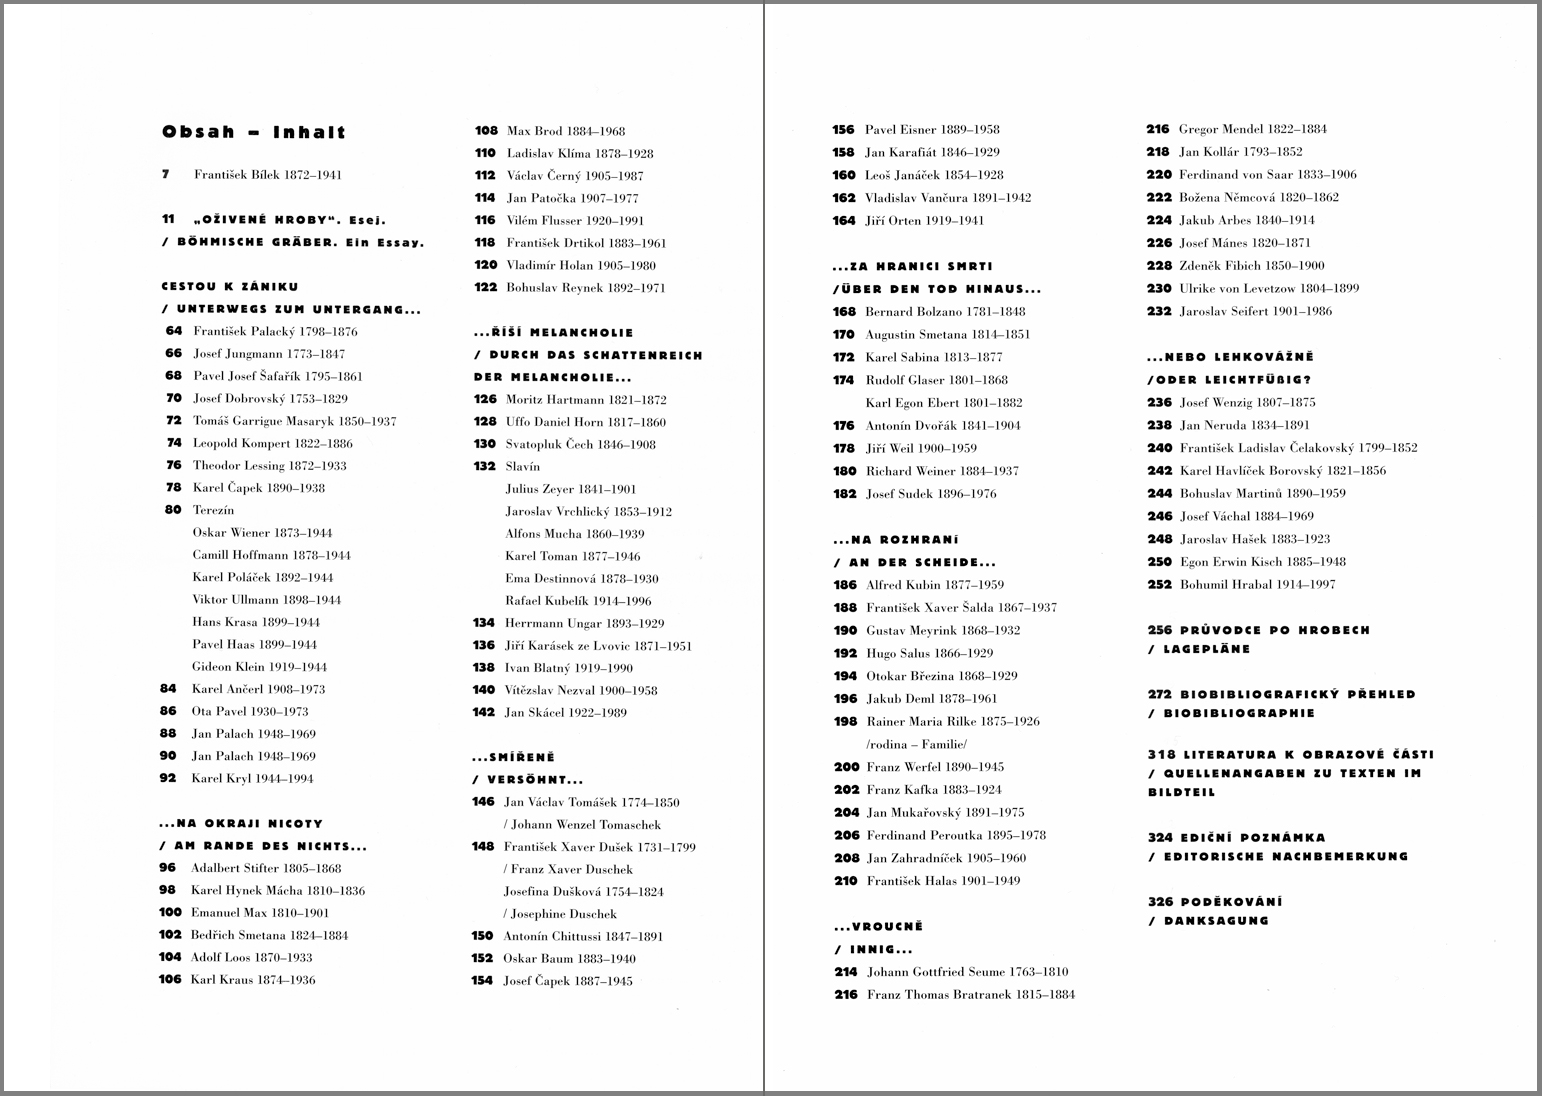 Obsah – Inhalt
7 František Bílek 1872–1941
11 „OŽIVENÉ HROBY“. Esej.
/ BÖHMISCHE GRÄBER. Ein Essay.
CESTOU K ZÁNIKU
/ UNTERWEGS ZUM UNTERGANG...
64 František Palacký 1798–1876
66 Josef Jungmann 1773–1847
68 Pavel Josef Šafařík 1795–1861
70 Josef Dobrovský 1753–1829
72 Tomáš Garrigue Masaryk 1850–1937
74 Leopold Kompert 1822–1886
76 Theodor Lessing 1872–1933
78 Karel Čapek 1890–1938
80 Terezín
Oskar Wiener 1873–1944
Camill Hoffmann 1878–1944
Karel Poláček 1892–1944
Viktor Ullmann 1898–1944
Hans Krasa 1899–1944
Pavel Haas 1899–1944
Gideon Klein 1919–1944
84 Karel Ančerl 1908–1973
86 Ota Pavel 1930–1973
88 Jan Palach 1948–1969
90 Jan Palach 1948–1969
92 Karel Kryl 1944–1994
...NA OKRAJI NICOTY
/ AM RANDE DES NICHTS...
96 Adalbert Stifter 1805–1868
98 Karel Hynek Mácha 1810–1836
100 Emanuel Max 1810–1901
102 Bedřich Smetana 1824–1884
104 Adolf Loos 1870–1933
106 Karl Kraus 1874–1936
108 Max Brod 1884–1968
110 Ladislav Klíma 1878–1928
112 Václav Černý 1905–1987
114 Jan Patočka 1907–1977
116 Vilém Flusser 1920–1991
118 František Drtikol 1883–1961
120 Vladimír Holan 1905–1980
122 Bohuslav Reynek 1892–1971
...ŘÍŠÍ MELANCHOLIE
/ DURCH DAS SCHATTENREICH
DER MELANCHOLIE...
126 Moritz Hartmann 1821–1872
128 Uffo Daniel Horn 1817–1860
130 Svatopluk Čech 1846–1908
132 Slavín
Julius Zeyer 1841–1901
Jaroslav Vrchlický 1853–1912
Alfons Mucha 1860–1939
Karel Toman 1877–1946
Ema Destinnová 1878–1930
Rafael Kubelík 1914–1996
134 Herrmann Ungar 1893–1929
136 Jiří Karásek ze Lvovic 1871–1951
138 Ivan Blatný 1919–1990
140 Vítězslav Nezval 1900–1958
142 Jan Skácel 1922–1989
...SMÍŘENĚ
/ VERSÖHNT...
146 Jan Václav Tomášek 1774–1850
/ Johann Wenzel Tomaschek
148 František Xaver Dušek 1731–1799
/ Franz Xaver Duschek
Josefina Dušková 1754–1824
/ Josephine Duschek
150 Antonín Chittussi 1847–1891
152 Oskar Baum 1883–1940
154 Josef Čapek 1887–1945
156 Pavel Eisner 1889–1958
158 Jan Karafiát 1846–1929
160 Leoš Janáček 1854–1928
162 Vladislav Vančura 1891–1942
164 Jiří Orten 1919–1941
...ZA HRANICI SMRTI
/ÜBER DEN TOD HINAUS...
168 Bernard Bolzano 1781–1848
170 Augustin Smetana 1814–1851
172 Karel Sabina 1813–1877
174 Rudolf Glaser 1801–1868
Karl Egon Ebert 1801–1882
176 Antonín Dvořák 1841–1904
178 Jiří Weil 1900–1959
180 Richard Weiner 1884–1937
182 Josef Sudek 1896–1976
...NA ROZHRANÍ
/ AN DER SCHEIDE...
186 Alfred Kubin 1877–1959
188 František Xaver Šalda 1867–1937
190 Gustav Meyrink 1868–1932
192 Hugo Salus 1866–1929
194 Otokar Březina 1868–1929
196 Jakub Deml 1878–1961
198 Rainer Maria Rilke 1875–1926
/rodina – Familie/
200 Franz Werfel 1890–1945
202 Franz Kafka 1883–1924
204 Jan Mukařovský 1891–1975
206 Ferdinand Peroutka 1895–1978
208 Jan Zahradníček 1905–1960
210 František Halas 1901–1949
...VROUCNĚ
/ INNIG...
214 Johann Gottfried Seume 1763–1810
216 Franz Thomas Bratranek 1815–1884
216 Gregor Mendel 1822–1884
218 Jan Kollár 1793–1852
220 Ferdinand von Saar 1833–1906
222 Božena Němcová 1820–1862
224 Jakub Arbes 1840–1914
226 Josef Mánes 1820–1871
228 Zdeněk Fibich 1850–1900
230 Ulrike von Levetzow 1804–1899
232 Jaroslav Seifert 1901–1986
...NEBO LEHKOVÁŽNĚ
/ODER LEICHTFÜßIG?
236 Josef Wenzig 1807–1875
238 Jan Neruda 1834–1891
240 František Ladislav Čelakovský 1799–1852
242 Karel Havlíček Borovský 1821–1856
244 Bohuslav Martinů 1890–1959
246 Josef Váchal 1884–1969
248 Jaroslav Hašek 1883–1923
250 Egon Erwin Kisch 1885–1948
252 Bohumil Hrabal 1914–1997
256 PRŮVODCE PO HROBECH
/ LAGEPLÄNE
272 BIOBIBLIOGRAFICKÝ PŘEHLED
/ BIOBIBLIOGRAPHIE
318 LITERATURA K OBRAZOVÉ ČÁSTI
/ QUELLENANGABEN ZU TEXTEN IM
BILDTEIL
324 EDIČNÍ POZNÁMKA
/ EDITORISCHE NACHBEMERKUNG
326 PODĚKOVÁNÍ
/ DANKSAGUNG